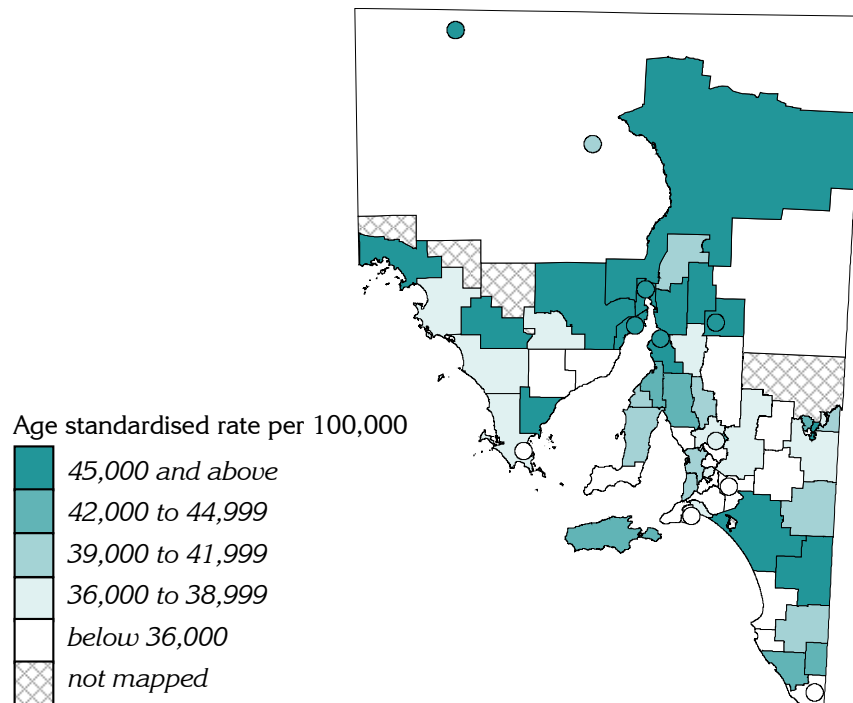 Age standardised rate per 100,000
45,000 and above
42,000 to 44,999
39,000 to 41,999
36,000 to 38,999
below 36,000
not mapped